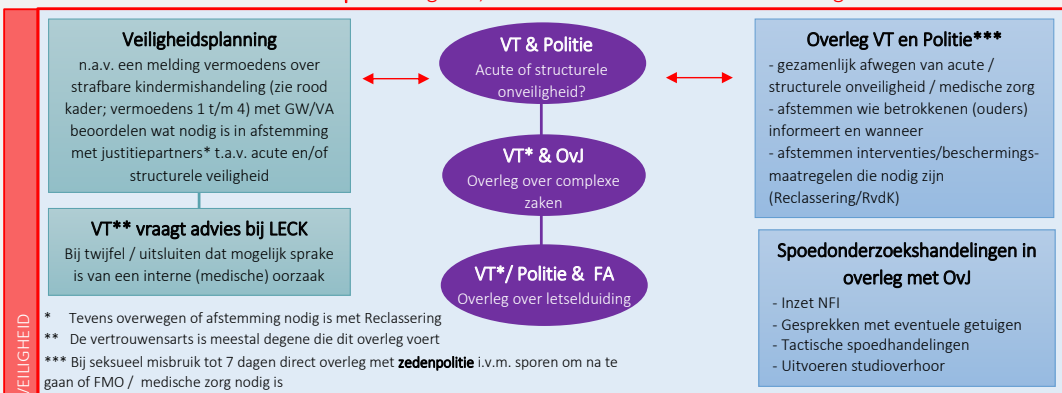 Veiligheidsplanning
n.a.v. een melding vermoedens over
strafbare kindermishandeling (zie rood
kader; vermoedens 1 t/m 4) met GW/VA
beoordelen wat nodig is in afstemming
met justitiepartners* t.a.v. acute en/of
structurele veiligheid
VT** vraagt advies bij LECK
Bij twijfel / uitsluiten dat mogelijk sprake
is van een interne (medische) oorzaak
VT & Politie
Acute of structurele
onveiligheid?
VT* & OvJ
Overleg over complexe
zaken
VT*/ Politie & FA
Overleg over letselduiding
Overleg VT en Politie***
- gezamenlijk afwegen van acute /
structurele onveiligheid / medische zorg
- afstemmen wie betrokkenen (ouders)
informeert en wanneer
- afstemmen interventies/beschermings-
maatregelen die nodig zijn
(Reclassering/RvdK)
Spoedonderzoekshandelingen in
overleg met OvJ
- Inzet NFI
- Gesprekken met eventuele getuigen
- Tactische spoedhandelingen
- Uitvoeren studioverhoor
* Tevens overwegen of afstemming nodig is met Reclassering
** De vertrouwensarts is meestal degene die dit overleg voert
*** Bij seksueel misbruik tot 7 dagen direct overleg met zedenpolitie i.v.m. sporen om na te
gaan of FMO / medische zorg nodig is
VEILIGHEID